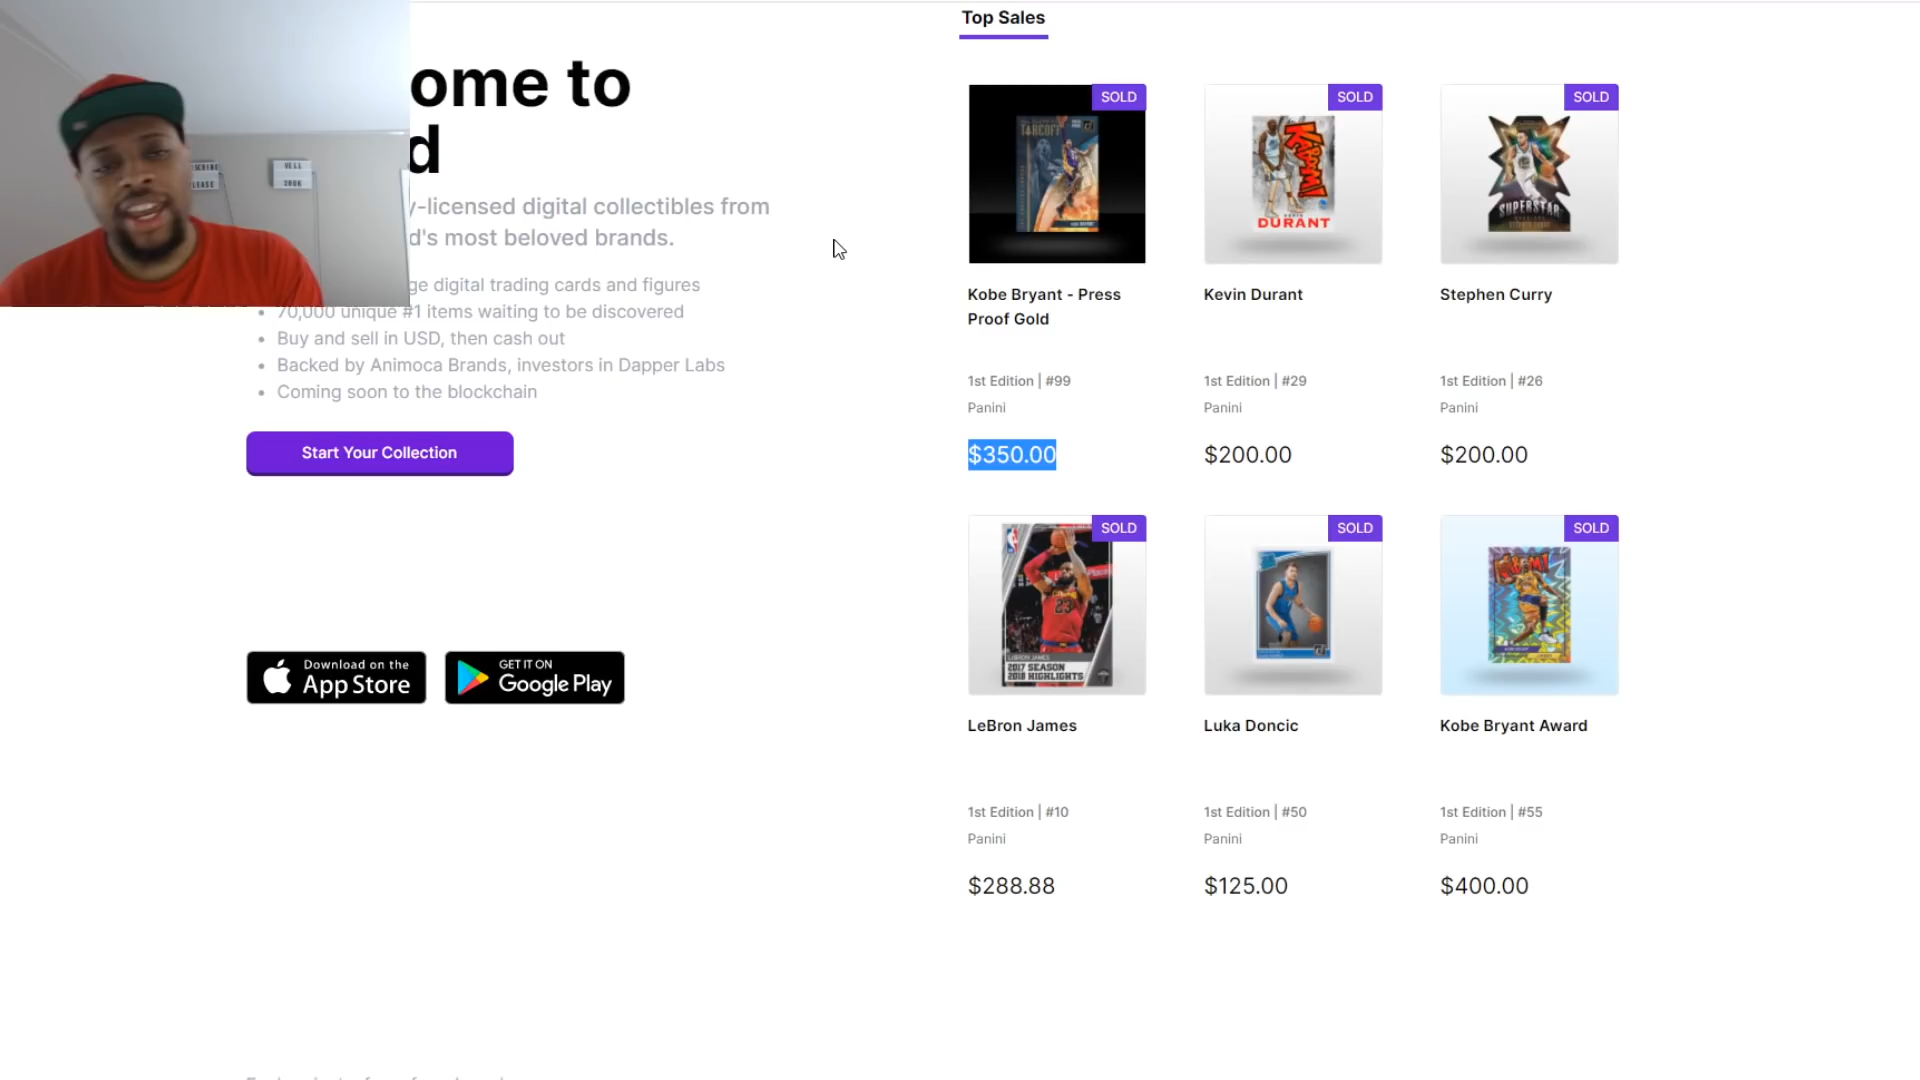 Top Sales
ome to
d
y-licensed digital collectibles from
d's most beloved brands.
ge digital trading cards and figures
• 70,000 unique #1 items waiting to be discovered
• Buy and sell in USD, then cash out
• Backed by Animoca Brands, investors in Dapper Labs
• Coming soon to the blockchain
Start Your Collection
Download on the
App Store
GET IT ON
Google Play
LEASE
VELL
SOLD
SOLD
SOLD
KABOOM!
DURANT
SUPERSTAR
Kobe Bryant - Press
Proof Gold
Kevin Durant
Stephen Curry
1st Edition | #99
1st Edition | #29
1st Edition | #26
Panini
Panini
Panini
$350.00
$200.00
$200.00
SOLD
SOLD
SOLD
23
LEBRON JAMES
2017 SEASON
2018 HIGHLIGHTS
LeBron James
Luka Doncic
Kobe Bryant Award
1st Edition | #10
1st Edition | #50
1st Edition | #55
Panini
Panini
Panini
$288.88
$125.00
$400.00